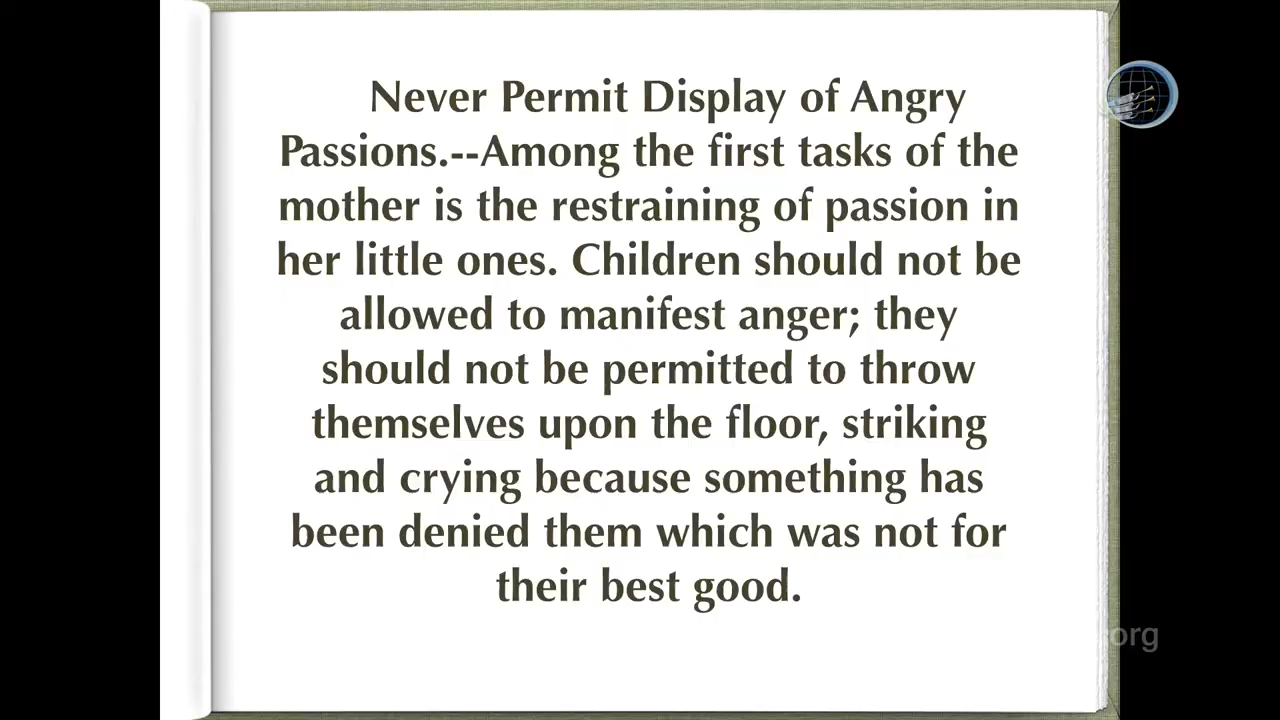 Never Permit Display of Angry
Passions.--Among the first tasks of the
mother is the restraining of passion in
her little ones. Children should not be
allowed to manifest anger; they
should not be permitted to throw
themselves upon the floor, striking
and crying because something has
been denied them which was not for
their best good.
.org